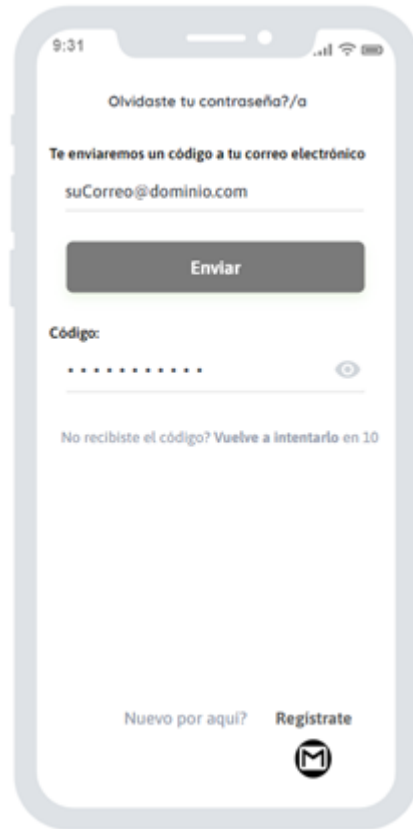 9:31
Olvidaste tu contraseña?/a
Te enviaremos un código a tu correo electrónico
suCorreo@dominio.com
Enviar
Código:
No recibiste el código? Vuelve a intentarlo en 10
Nuevo por aquí? Regístrate
M